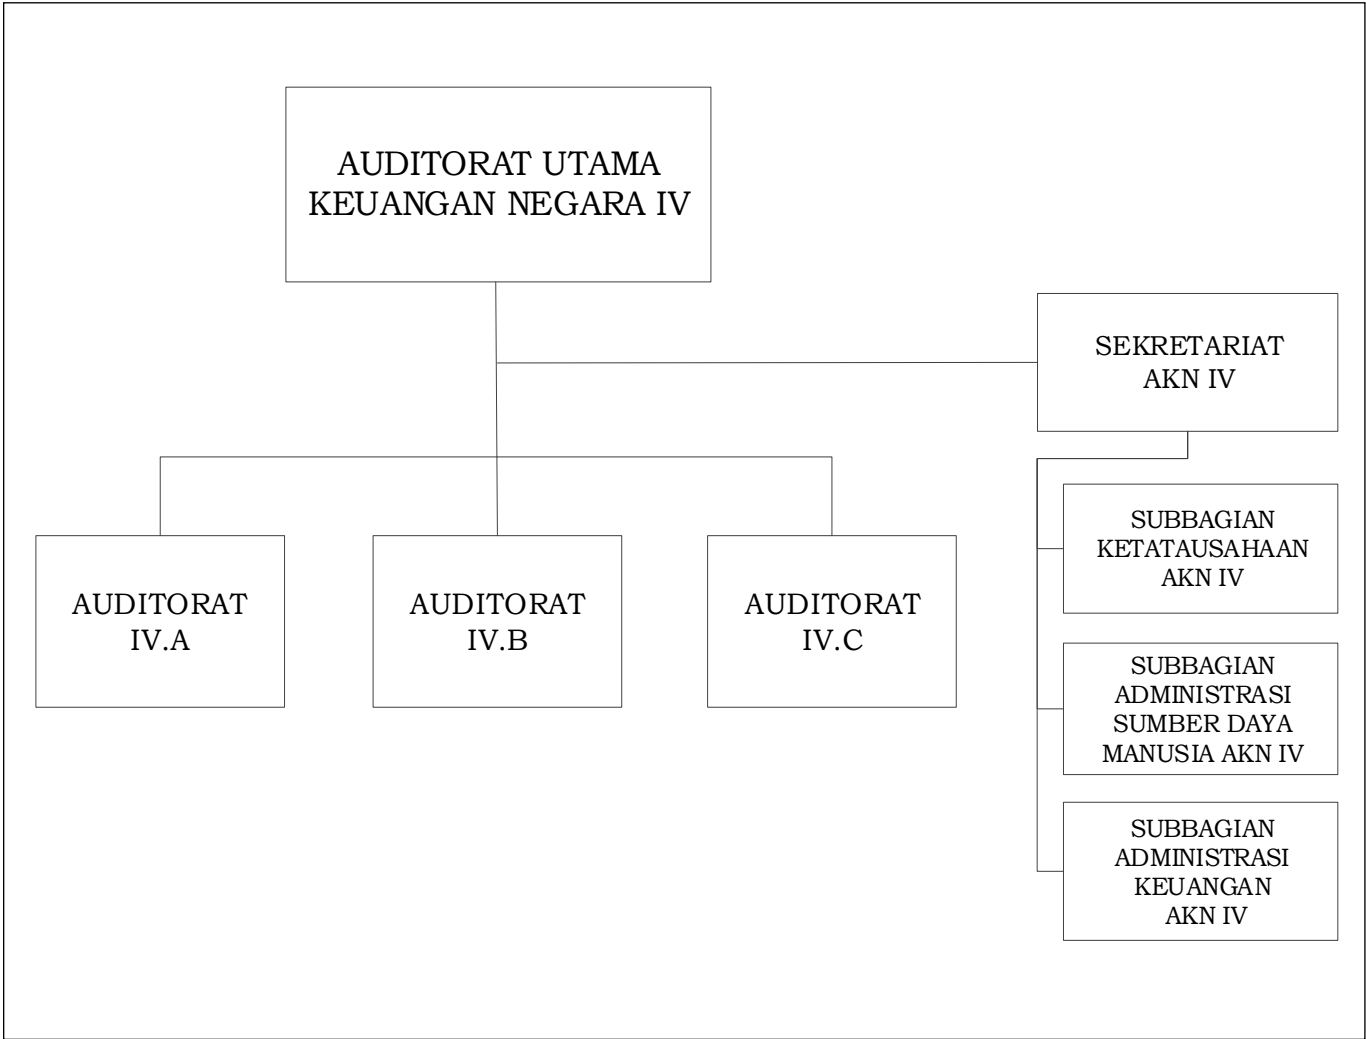 AUDITORAT UTAMA
KEUANGAN NEGARA IV
SEKRETARIAT
AKN IV
AUDITORAT
IV.A
AUDITORAT
IV.B
AUDITORAT
IV.C
SUBBAGIAN
KETATAUSAHAAN
AKN IV
SUBBAGIAN
ADMINISTRASI
SUMBER DAYA
MANUSIA AKN IV
SUBBAGIAN
ADMINISTRASI
KEUANGAN
AKN IV